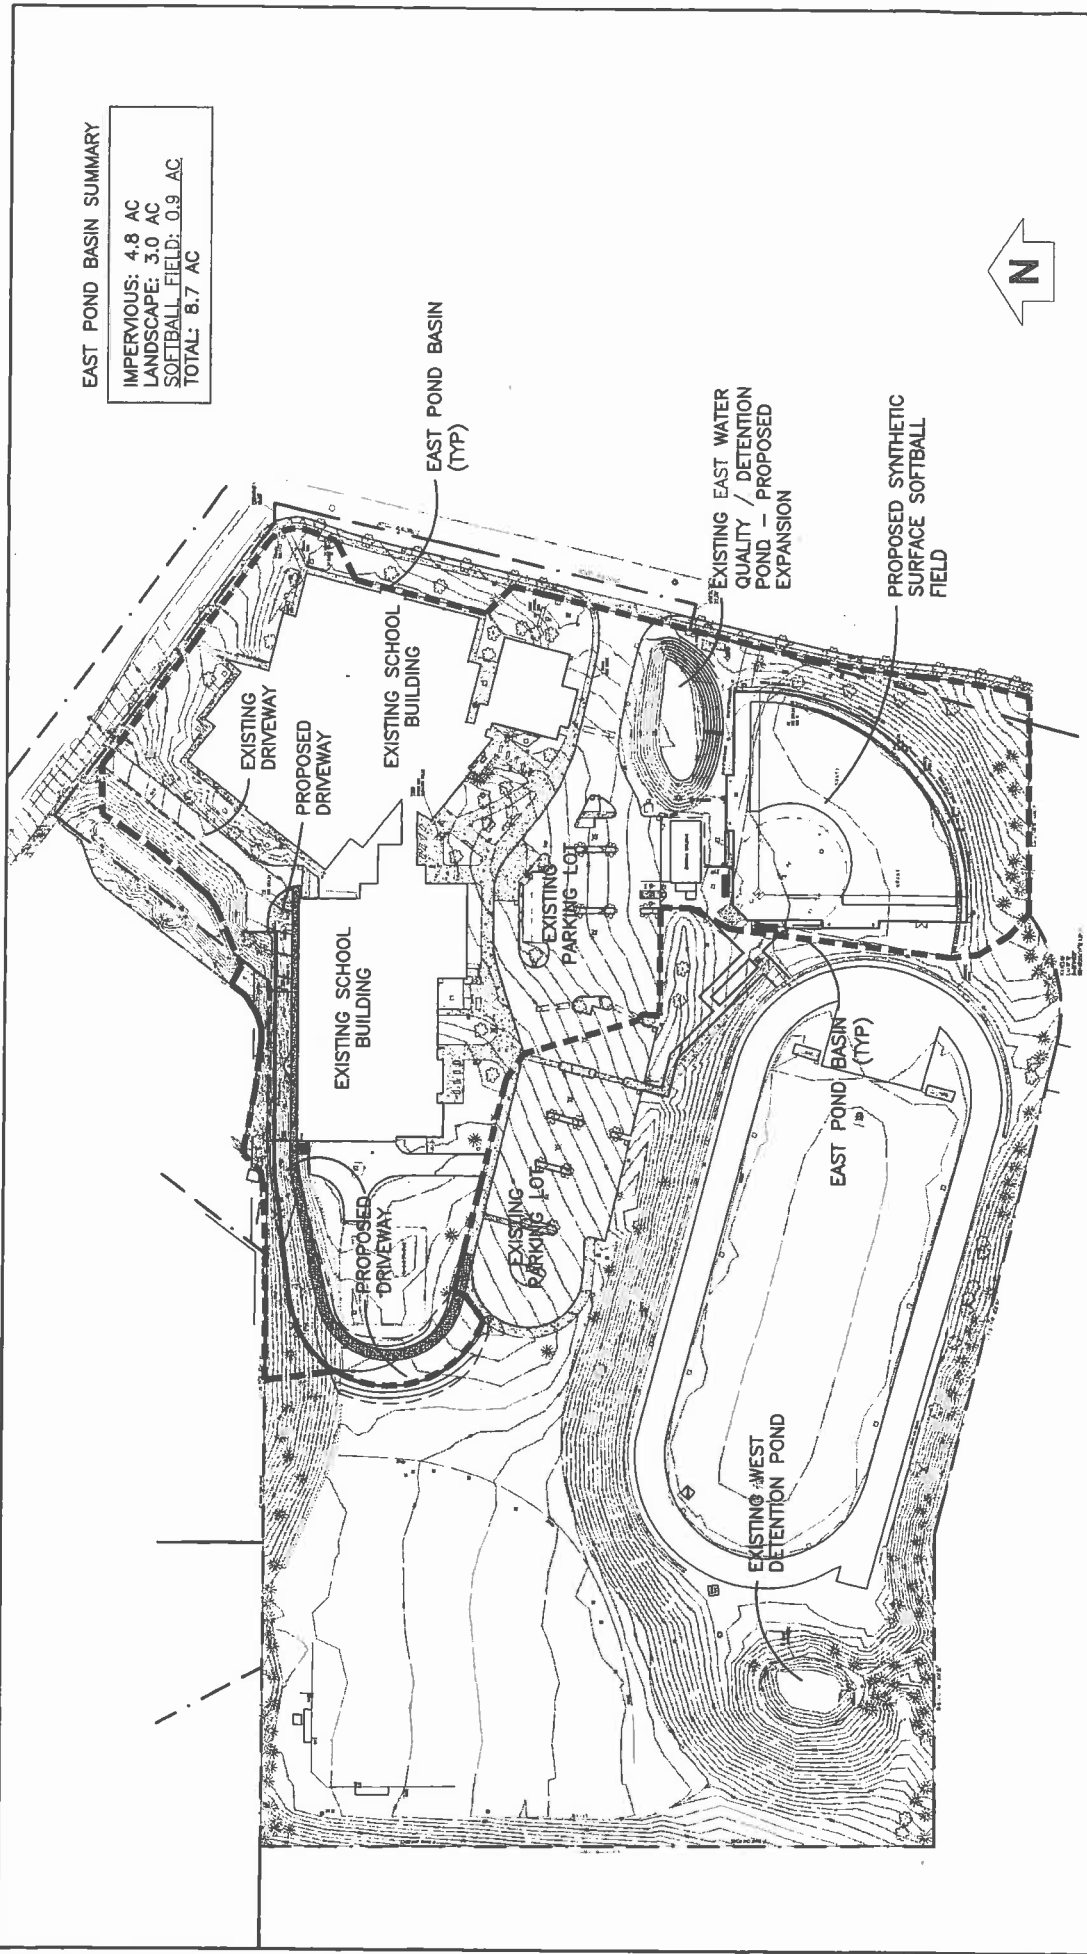 EAST POND BASIN SUMMARY
IMPERVIOUS: 4.8 AC
LANDSCAPE: 3.0 AC
SOFTBALL FIELD: 0.9 AC
TOTAL: 8.7 AC
EAST POND BASIN
(TYP)
EXISTING EAST WATER
QUALITY / DETENTION
POND – PROPOSED
EXPANSION
PROPOSED SYNTHETIC
SURFACE SOFTBALL
FIELD
N
EXISTING
DRIVEWAY
PROPOSED
DRIVEWAY
EXISTING SCHOOL
BUILDING
EXISTING SCHOOL
BUILDING
EXISTING
PARKING LOT
EAST POND BASIN
(TYP)
PROPOSED
DRIVEWAY
EXISTING
PARKING LOT
EXISTING WEST
DETENTION POND